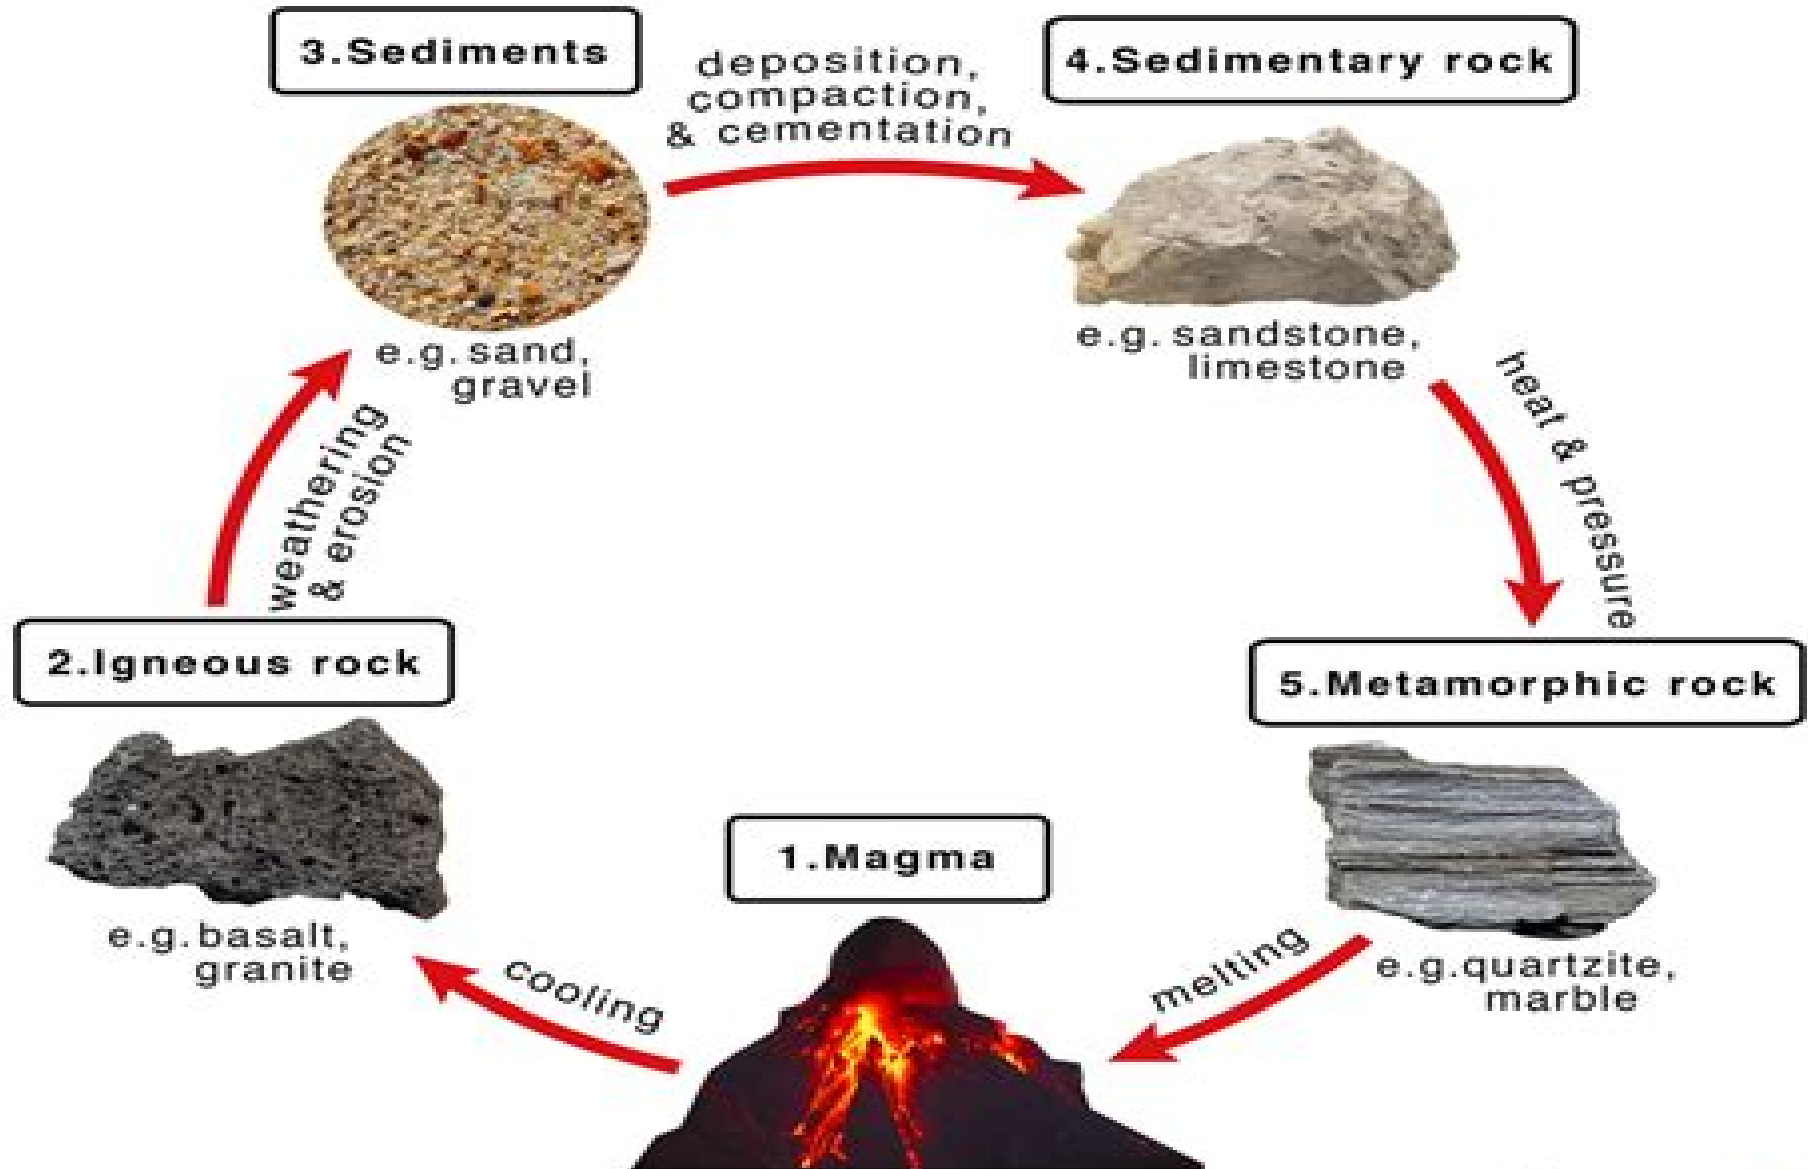 3.Sediments
deposition,
compaction,
& cementation
4.Sedimentary rock
e.g. sand,
gravel
e.g. sandstone,
limestone
weathering
& erosion
heat & pressure
2.Igneous rock
5.Metamorphic rock
1.Magma
e.g. basalt,
granite
cooling
melting
e.g.quartzite,
marble